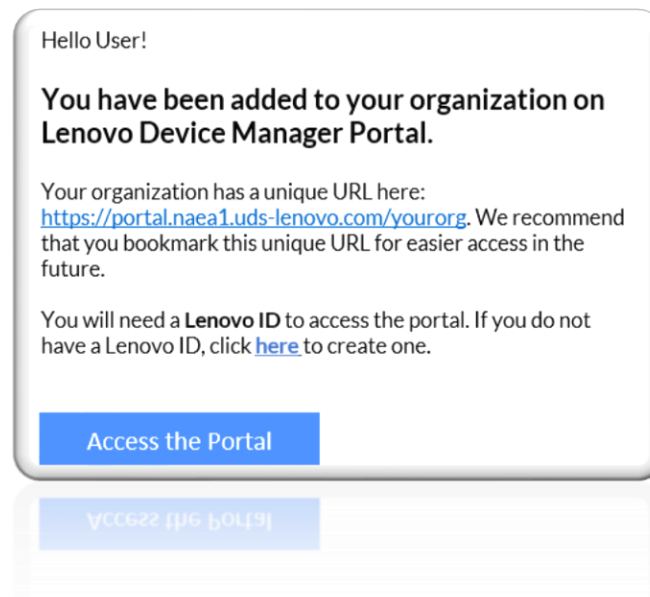 Hello User!
You have been added to your organization on
Lenovo Device Manager Portal.
Your organization has a unique URL here:
https://portal.naea1.uds-lenovo.com/yourorg. We recommend
that you bookmark this unique URL for easier access in the
future.
You will need a Lenovo ID to access the portal. If you do not
have a Lenovo ID, click here to create one.
Access the Portal